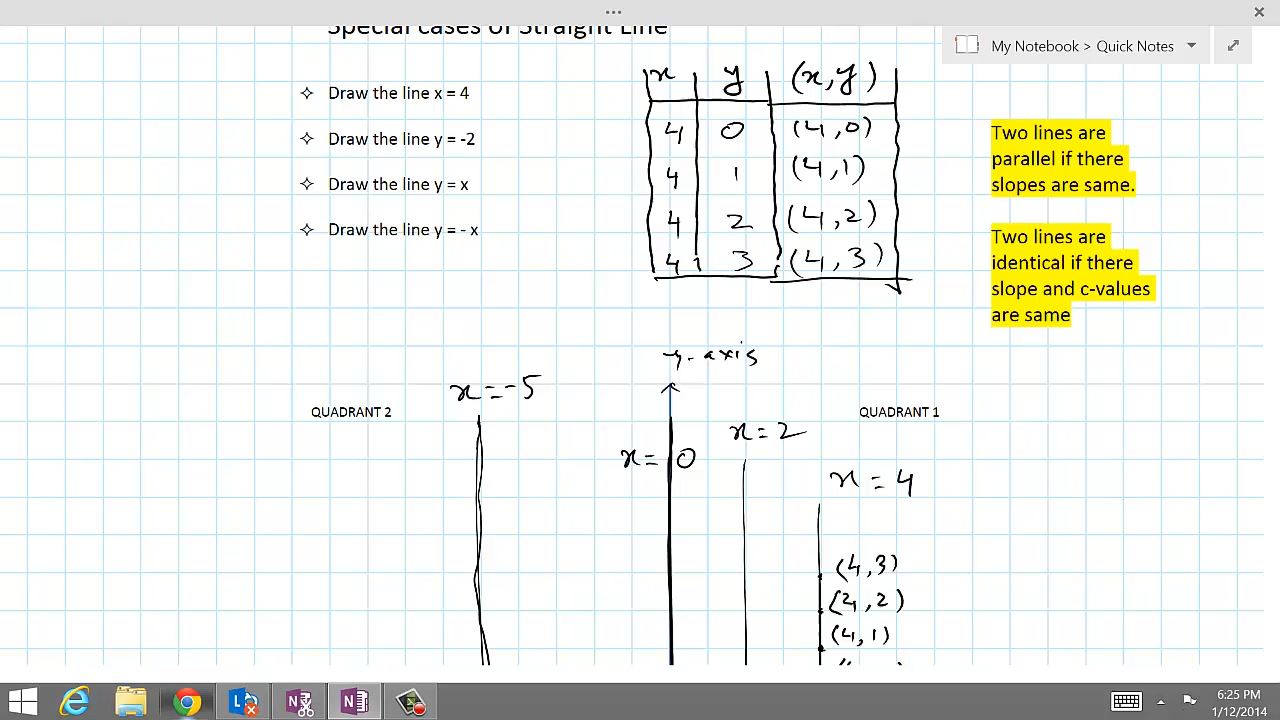 Special cases of Straight Line
My Notebook > Quick Notes
Draw the line x = 4
Draw the line y = -2
Draw the line y = x
Draw the line y = - x
x y (x,y)
4 0 (4,0)
4 1 (4,1)
4 2 (4,2)
4 3 (4,3)
Two lines are
parallel if there
slopes are same.
Two lines are
identical if there
slope and c-values
are same
y-axis
x=-5
QUADRANT 2
QUADRANT 1
x=2
x= 0
x = 4
(4,3)
(4,2)
(4,1)
6:25 PM
1/12/2014